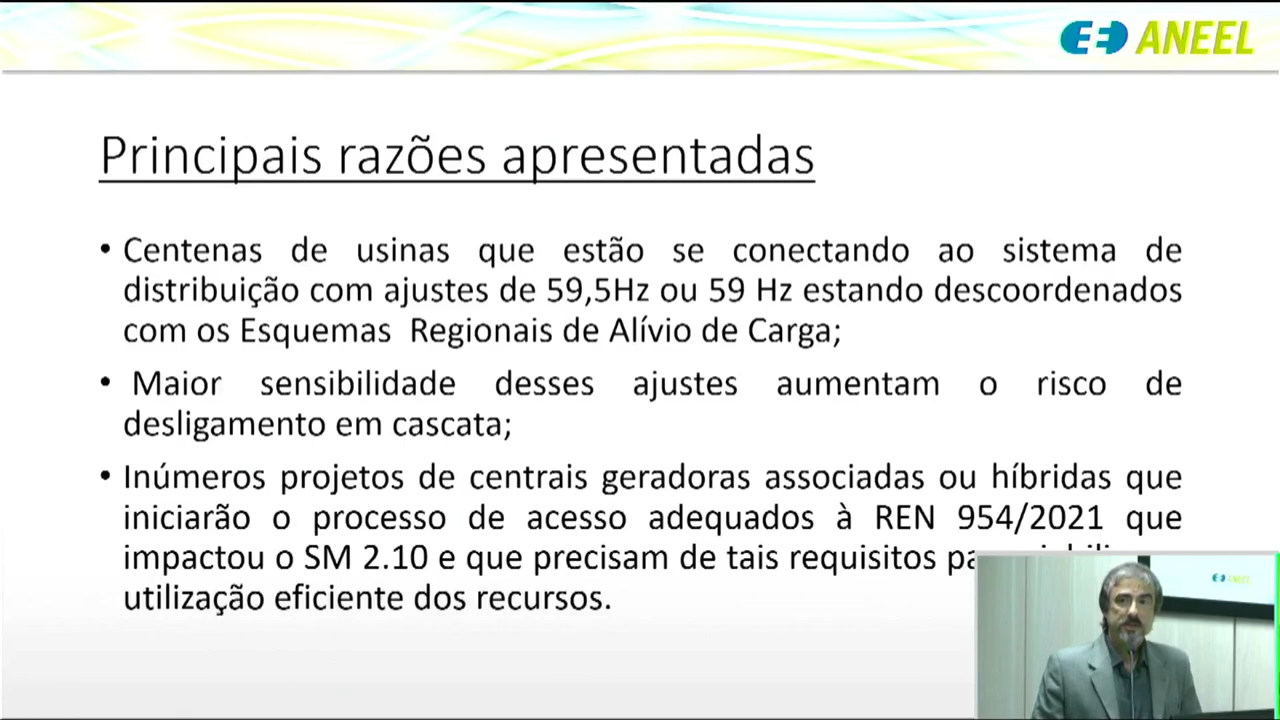 ANEEL
Principais razões apresentadas
• Centenas de usinas que estão se conectando ao sistema de
distribuição com ajustes de 59,5Hz ou 59 Hz estando descoordenados
com os Esquemas Regionais de Alívio de Carga;
• Maior sensibilidade desses ajustes aumentam o risco de
desligamento em cascata;
• Inúmeros projetos de centrais geradoras associadas ou híbridas que
iniciarão o processo de acesso adequados à REN 954/2021 que
impactou o SM 2.10 e que precisam de tais requisitos
utilização eficiente dos recursos.
ANEEL